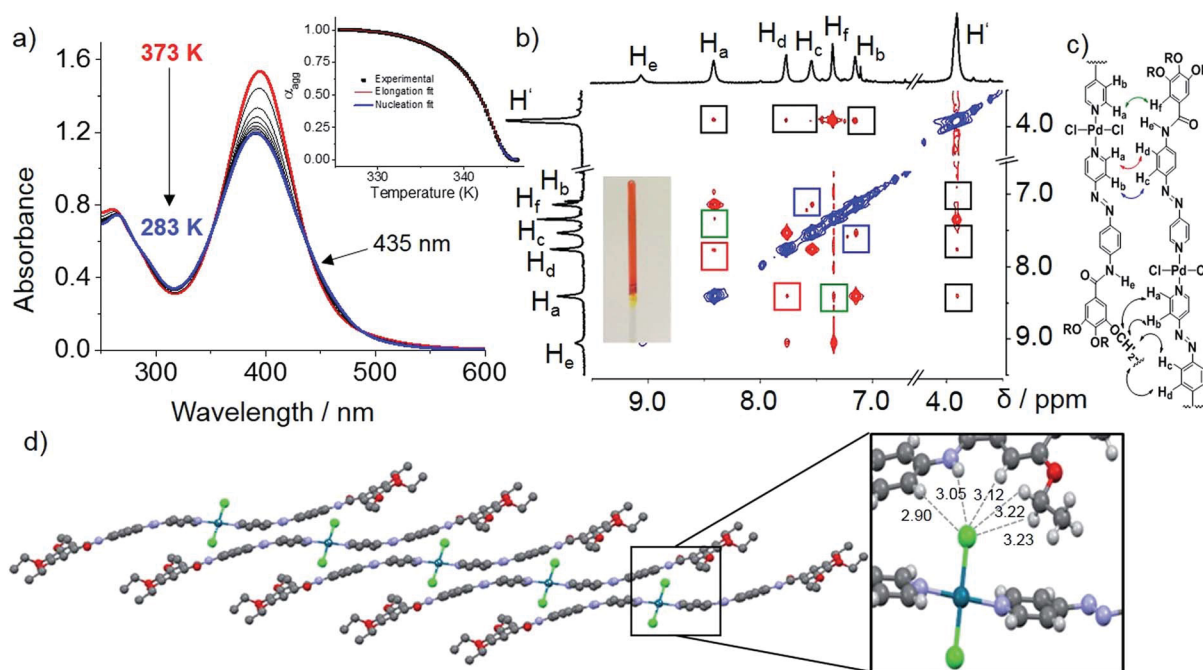 a)
373 K
283 K
435 nm
Absorbance
1.6
1.2
0.8
0.4
0.0
300
400
500
600
Wavelength / nm
α_agg
1.00
0.75
0.50
0.25
0.00
Experimental
Elongation fit
Nucleation fit
330
340
Temperature (K)
b)
H_e
H_a
H_d
H_c
H_f
H_b
H'
H'
H_b
H_f
H_c
H_d
H_a
H_e
4.0
7.0
8.0
9.0
9.0
8.0
7.0
4.0
δ / ppm
c)
RO
RO
H_b
H_a
H_f
O
H_e
N
N
Cl-Pd-Cl
N
H_a
H_b
H_d
H_c
N
N
N
N
N
H_e
O
RO
OR
OCH'₂
N
Cl-Pd
N
H_a
H_b
N
N
H_c
H_d
d)
3.05
3.12
2.90
3.22
3.23